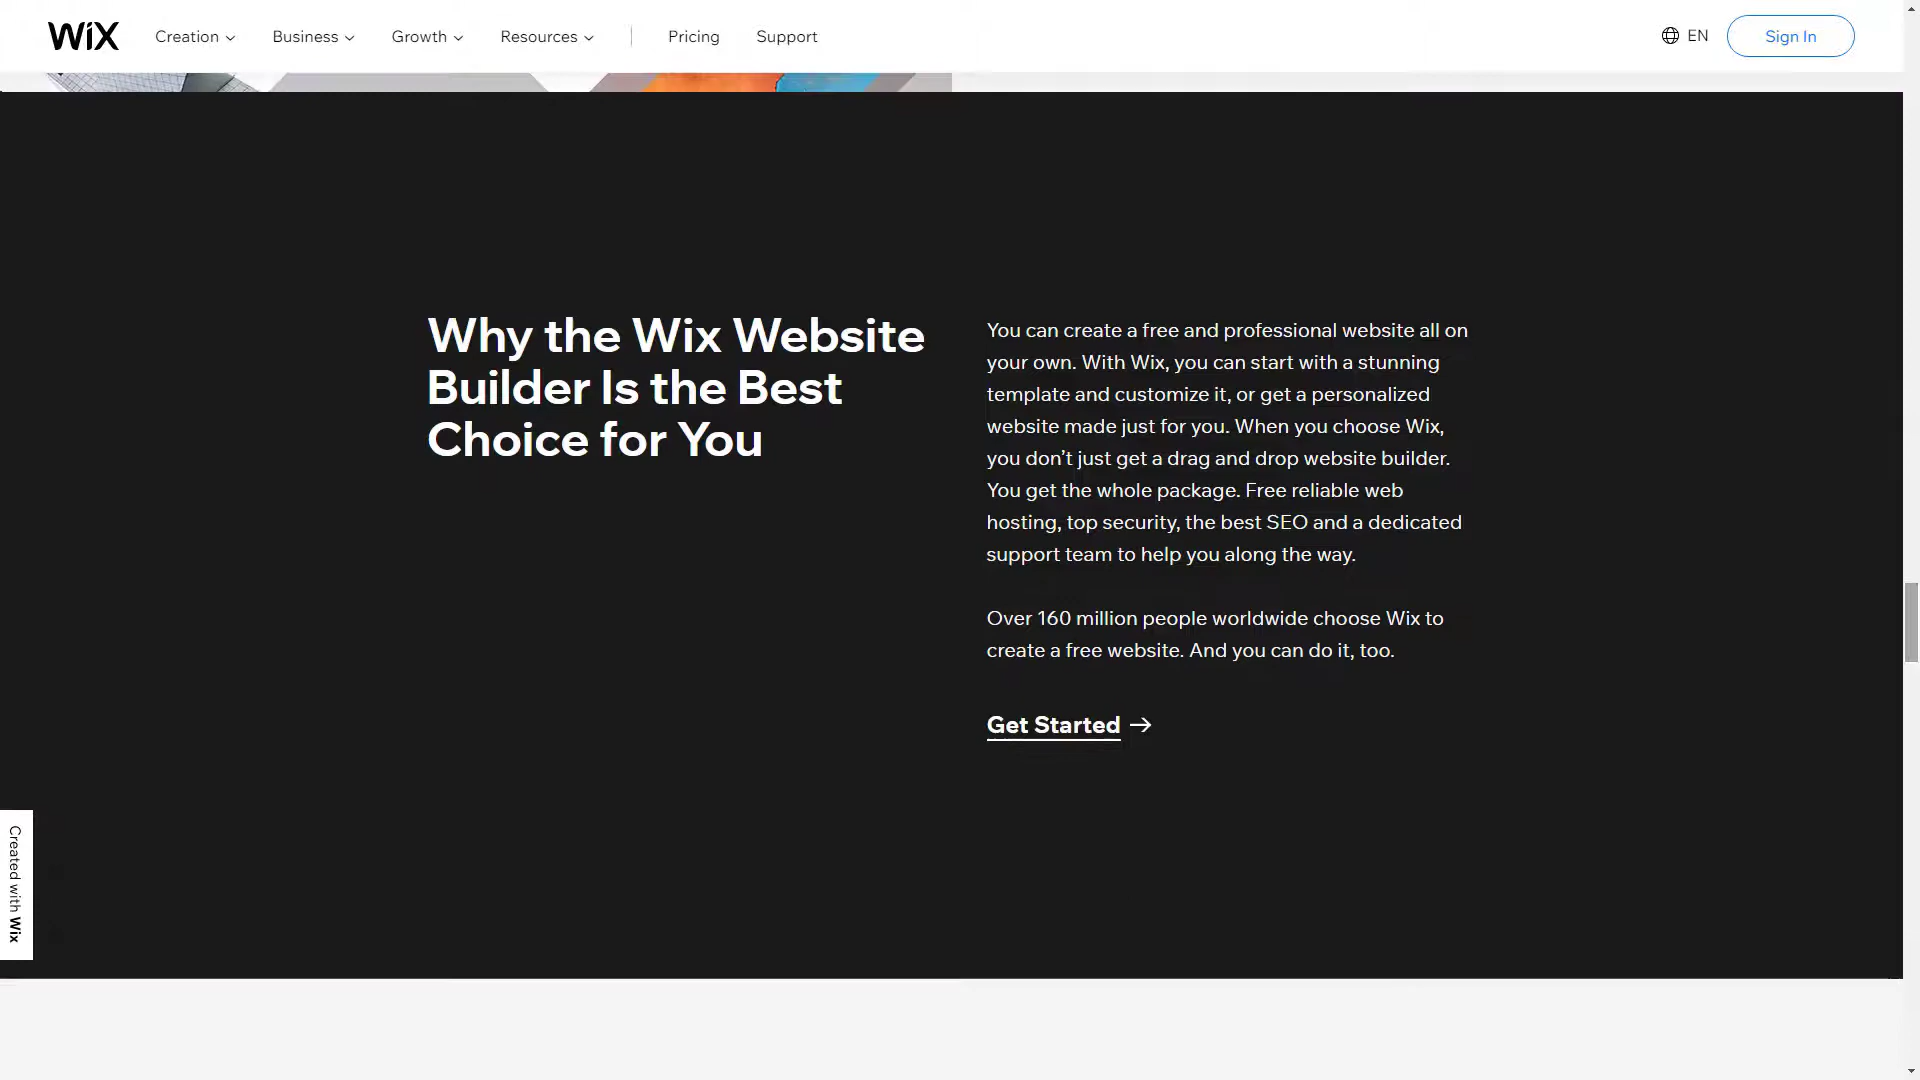 WiX
Creation
Business
Growth
Resources
Pricing
Support
EN
Sign In
Why the Wix Website
Builder Is the Best
Choice for You
You can create a free and professional website all on
your own. With Wix, you can start with a stunning
template and customize it, or get a personalized
website made just for you. When you choose Wix,
you don’t just get a drag and drop website builder.
You get the whole package. Free reliable web
hosting, top security, the best SEO and a dedicated
support team to help you along the way.
Over 160 million people worldwide choose Wix to
create a free website. And you can do it, too.
Get Started
Created with Wix